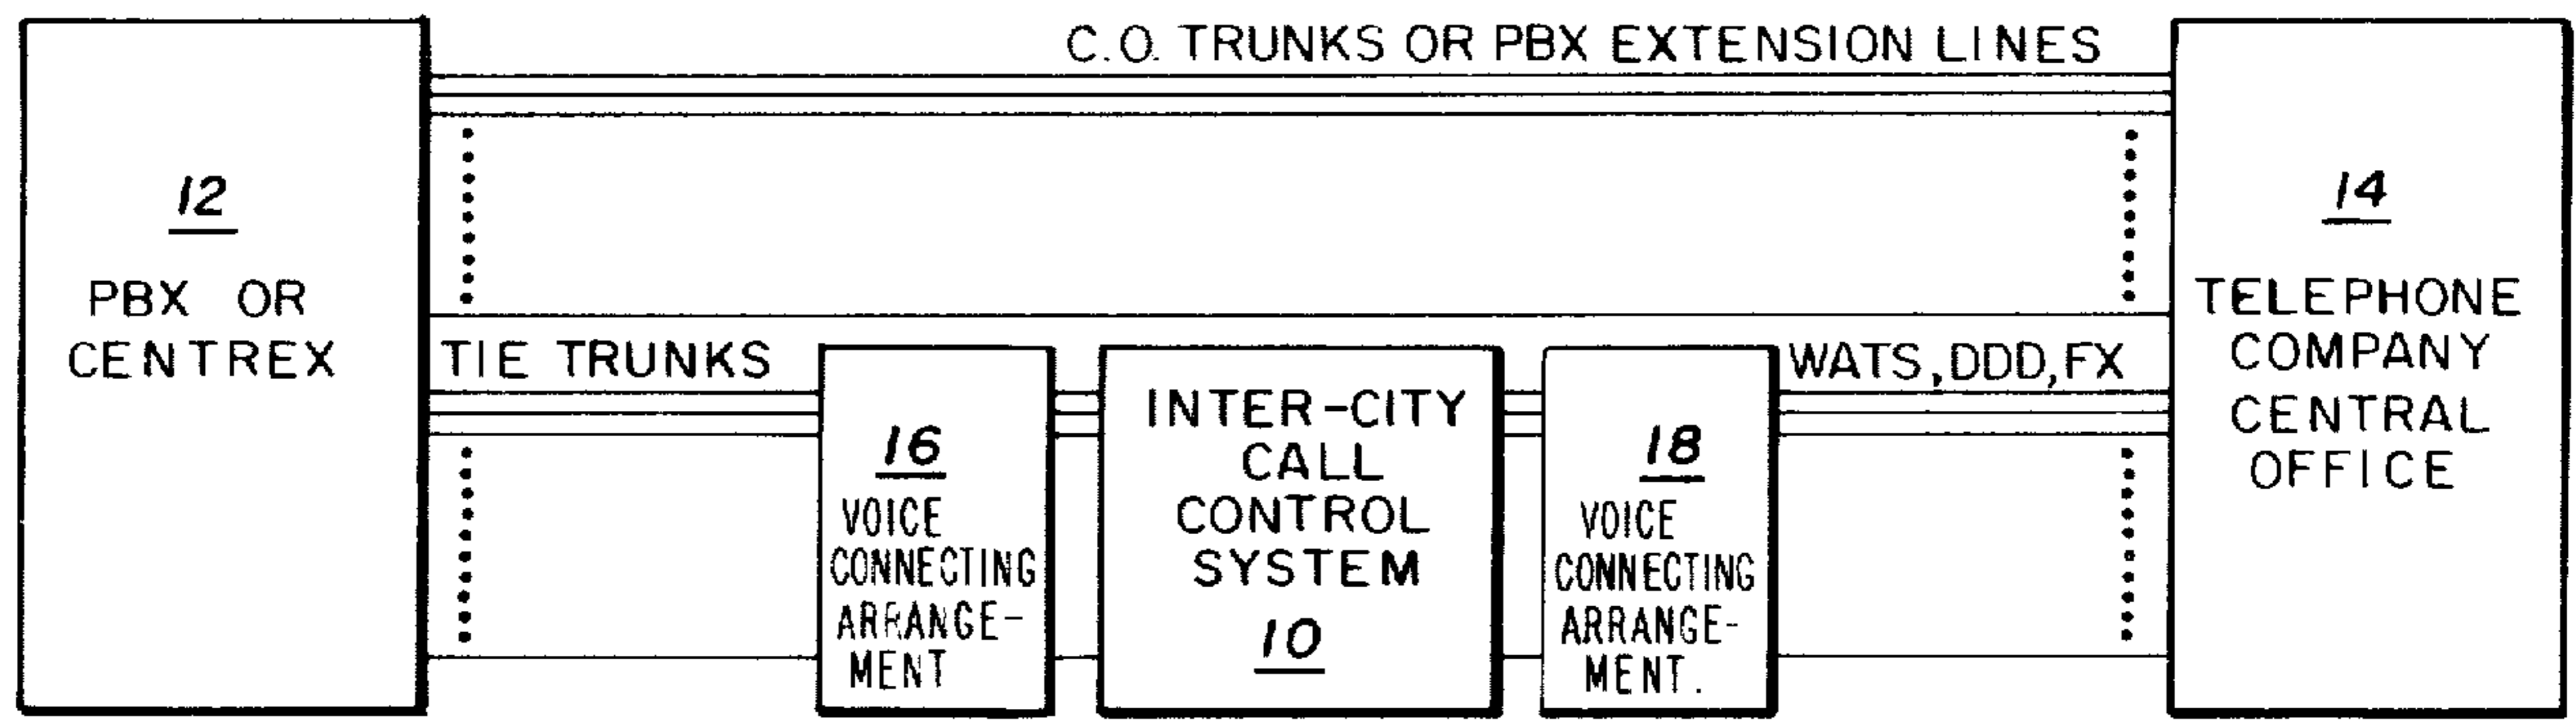 C.O. TRUNKS OR PBX EXTENSION LINES
12
PBX OR
CENTREX
14
TELEPHONE
COMPANY
CENTRAL
OFFICE
TIE TRUNKS
16
VOICE
CONNECTING
ARRANGE-
MENT
INTER-CITY
CALL
CONTROL
SYSTEM
10
18
VOICE
CONNECTING
ARRANGE-
MENT.
WATS,DDD,FX